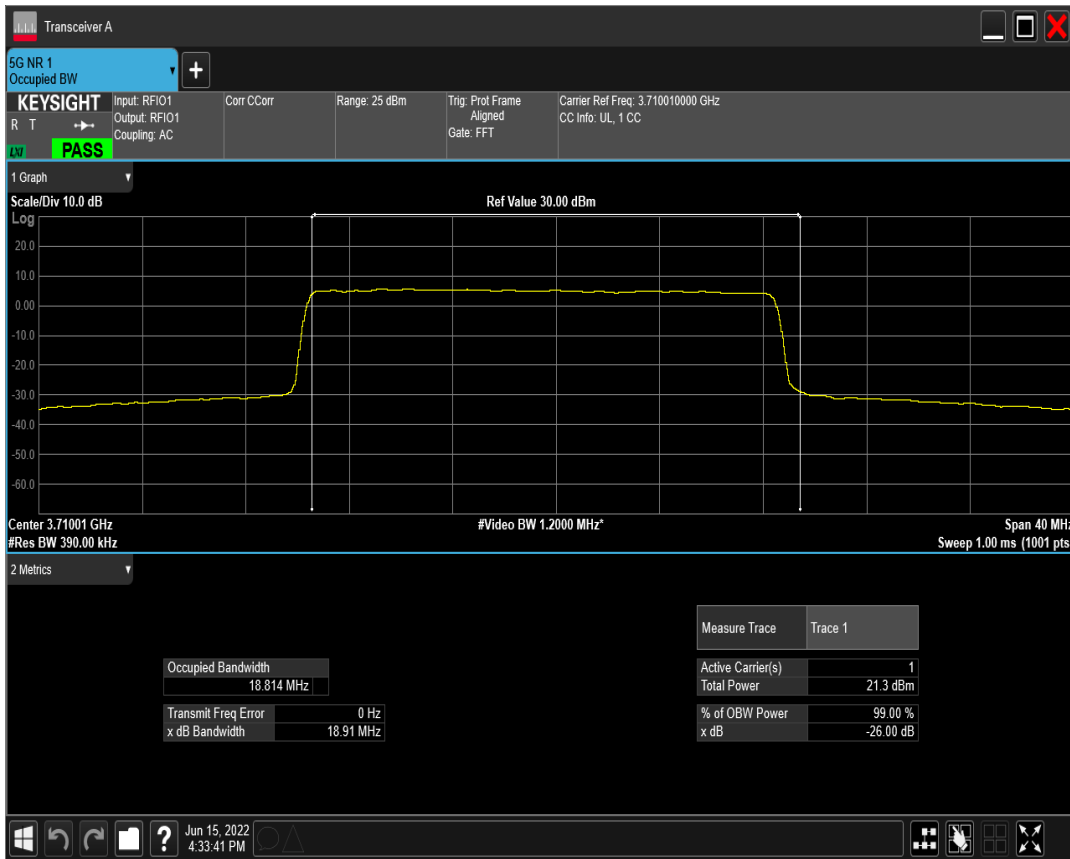 Transceiver A
5G NR 1
Occupied BW
KEYSIGHT
R T
LXI
PASS
Input: RFIO1
Output: RFIO1
Coupling: AC
Corr CCorr
Range: 25 dBm
Trig: Prot Frame
Aligned
Gate: FFT
Carrier Ref Freq: 3.710010000 GHz
CC Info: UL, 1 CC
1 Graph
Scale/Div 10.0 dB
Ref Value 30.00 dBm
Log
20.0
10.0
0.00
-10.0
-20.0
-30.0
-40.0
-50.0
-60.0
Center 3.71001 GHz
#Video BW 1.2000 MHz*
Span 40 MHz
#Res BW 390.00 kHz
Sweep 1.00 ms (1001 pts
2 Metrics
Measure Trace Trace 1
Occupied Bandwidth
18.814 MHz
Active Carrier(s) 1
Total Power 21.3 dBm
Transmit Freq Error 0 Hz
x dB Bandwidth 18.91 MHz
% of OBW Power 99.00 %
x dB -26.00 dB
?
Jun 15, 2022
4:33:41 PM